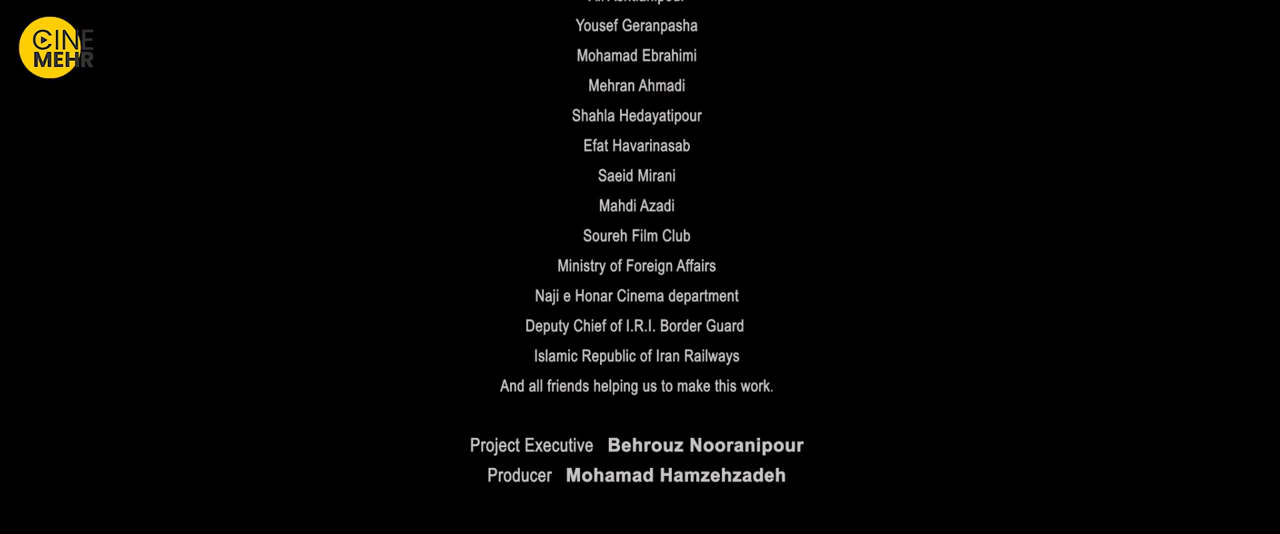 CINE
MEHR
Yousef Geranpasha
Mohamad Ebrahimi
Mehran Ahmadi
Shahla Hedayatipour
Efat Havarinasab
Saeid Mirani
Mahdi Azadi
Soureh Film Club
Ministry of Foreign Affairs
Naji e Honar Cinema department
Deputy Chief of I.R.I. Border Guard
Islamic Republic of Iran Railways
And all friends helping us to make this work.
Project Executive Behrouz Nooranipour
Producer Mohamad Hamzehzadeh